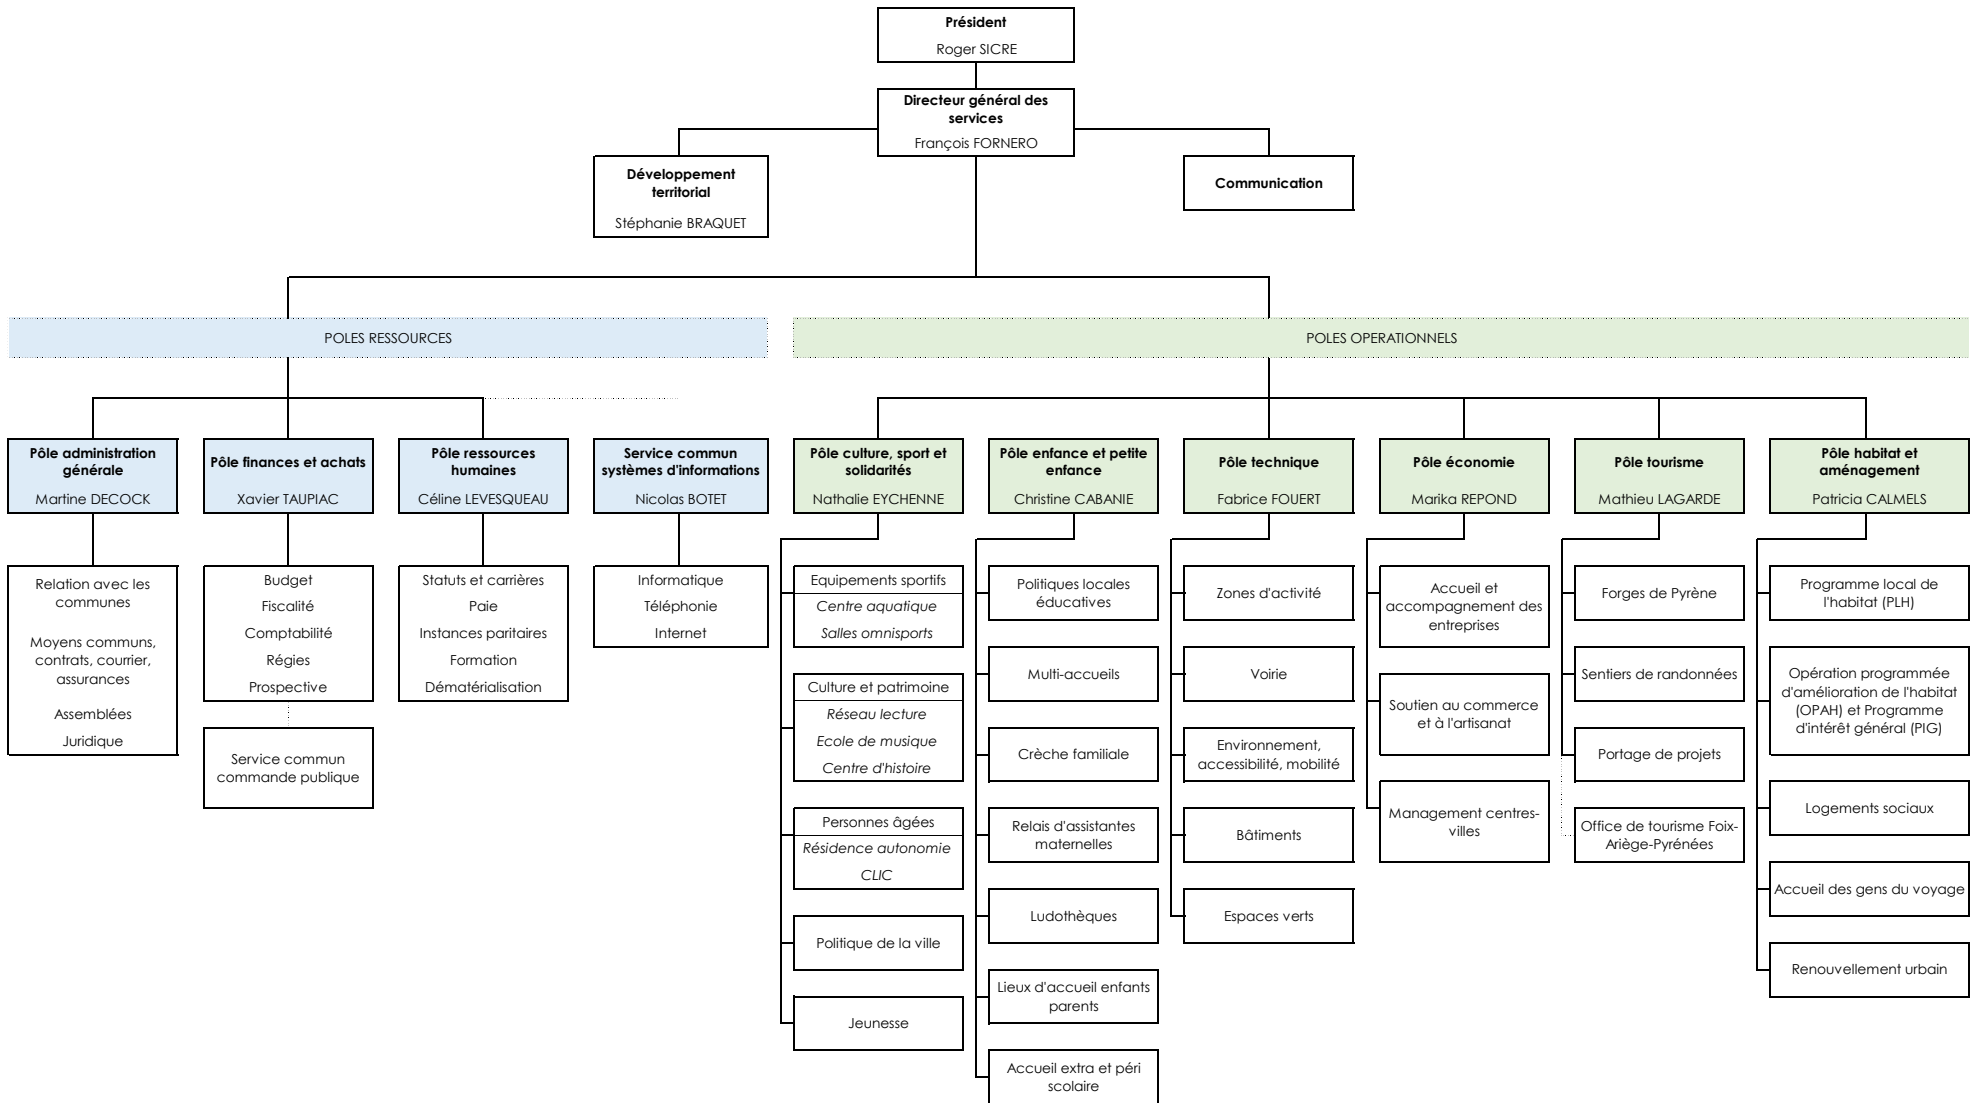 Président
Roger SICRE
Directeur général des
services
François FORNERO
Développement
territorial
Stéphanie BRAQUET
Communication
POLES RESSOURCES
POLES OPERATIONNELS
Pôle administration
générale
Martine DECOCK
Pôle finances et achats
Xavier TAUPIAC
Pôle ressources
humaines
Céline LEVESQUEAU
Service commun
systèmes d'informations
Nicolas BOTET
Pôle culture, sport et
solidarités
Nathalie EYCHENNE
Pôle enfance et petite
enfance
Christine CABANIE
Pôle technique
Fabrice FOUERT
Pôle économie
Marika REPOND
Pôle tourisme
Mathieu LAGARDE
Pôle habitat et
aménagement
Patricia CALMELS
Relation avec les
communes
Moyens communs,
contrats, courrier,
assurances
Assemblées
Juridique
Budget
Fiscalité
Comptabilité
Régies
Prospective
Service commun
commande publique
Statuts et carrières
Paie
Instances paritaires
Formation
Dématérialisation
Informatique
Téléphonie
Internet
Equipements sportifs
Centre aquatique
Salles omnisports
Culture et patrimoine
Réseau lecture
Ecole de musique
Centre d'histoire
Personnes âgées
Résidence autonomie
CLIC
Politique de la ville
Jeunesse
Politiques locales
éducatives
Multi-accueils
Crèche familiale
Relais d'assistantes
maternelles
Ludothèques
Lieux d'accueil enfants
parents
Accueil extra et péri
scolaire
Zones d'activité
Voirie
Environnement,
accessibilité, mobilité
Bâtiments
Espaces verts
Accueil et
accompagnement des
entreprises
Soutien au commerce
et à l'artisanat
Management centres-
villes
Forges de Pyrène
Sentiers de randonnées
Portage de projets
Office de tourisme Foix-
Ariège-Pyrénées
Programme local de
l'habitat (PLH)
Opération programmée
d'amélioration de l'habitat
(OPAH) et Programme
d'intérêt général (PIG)
Logements sociaux
Accueil des gens du voyage
Renouvellement urbain